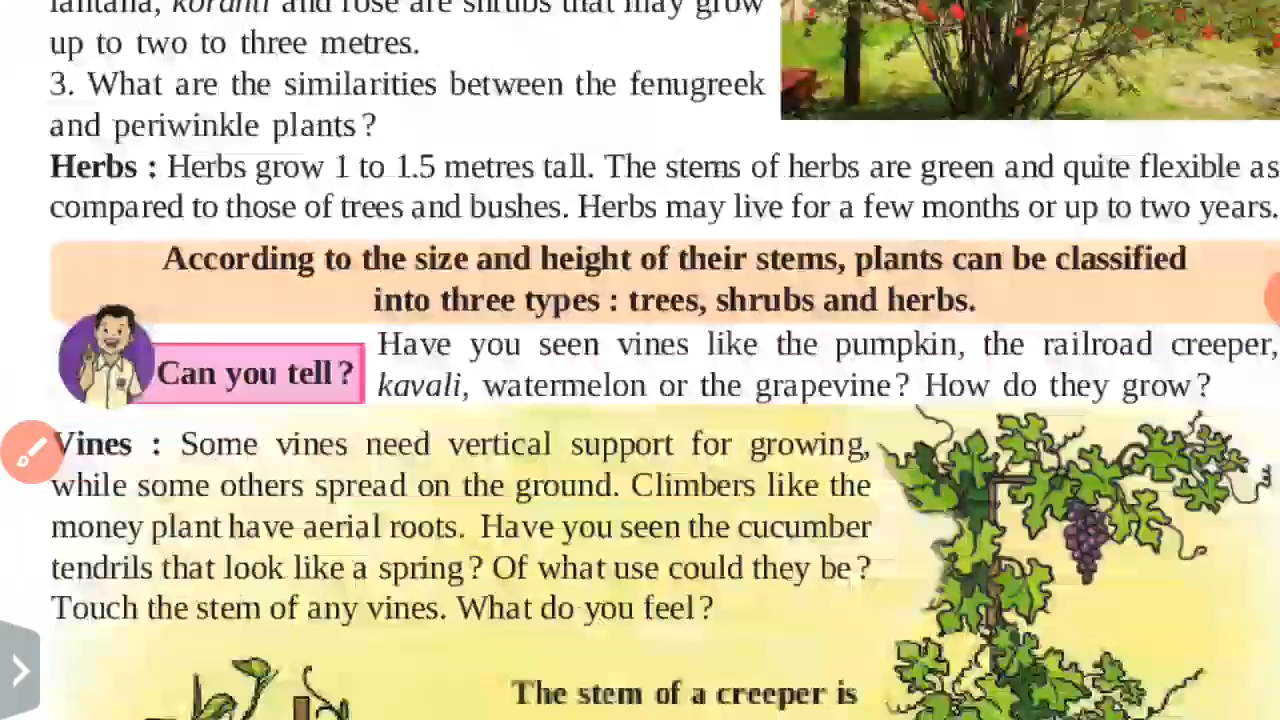 lantana, koranti and rose are shrubs that may grow
up to two to three metres.
3. What are the similarities between the fenugreek
and periwinkle plants ?
Herbs : Herbs grow 1 to 1.5 metres tall. The stems of herbs are green and quite flexible as
compared to those of trees and bushes. Herbs may live for a few months or up to two years.
According to the size and height of their stems, plants can be classified
into three types : trees, shrubs and herbs.
Can you tell ?
Have you seen vines like the pumpkin, the railroad creeper,
kavali, watermelon or the grapevine ? How do they grow ?
Vines : Some vines need vertical support for growing,
while some others spread on the ground. Climbers like the
money plant have aerial roots. Have you seen the cucumber
tendrils that look like a spring ? Of what use could they be ?
Touch the stem of any vines. What do you feel ?
The stem of a creeper is